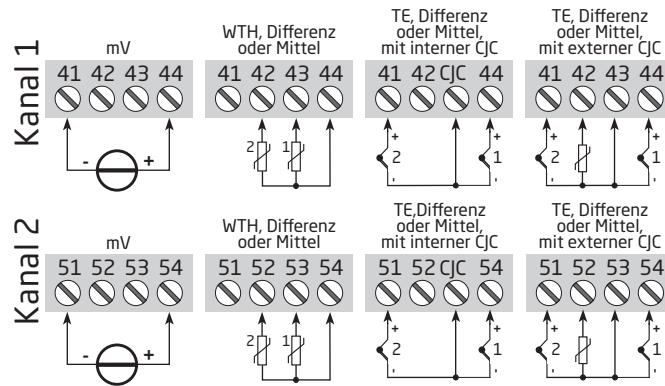 Kanal 1
mV
41 42 43 44
- +
WTH, Differenz
oder Mittel
41 42 43 44
2 1
TE, Differenz
oder Mittel,
mit interner CJC
41 42 CJC 44
+ +
2 1
- -
TE, Differenz
oder Mittel,
mit externer CJC
41 42 43 44
+ +
2 1
- -
Kanal 2
mV
51 52 53 54
- +
WTH, Differenz
oder Mittel
51 52 53 54
2 1
TE,Differenz
oder Mittel,
mit interner CJC
51 52 CJC 54
+ +
2 1
- -
TE, Differenz
oder Mittel,
mit externer CJC
51 52 53 54
+ +
2 1
- -